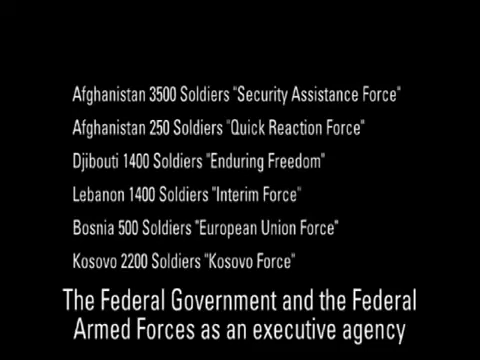 Afghanistan 3500 Soldiers "Security Assistance Force"
Afghanistan 250 Soldiers "Quick Reaction Force"
Djibouti 1400 Soldiers "Enduring Freedom"
Lebanon 1400 Soldiers "Interim Force"
Bosnia 500 Soldiers "European Union Force"
Kosovo 2200 Soldiers "Kosovo Force"
The Federal Government and the Federal
Armed Forces as an executive agency